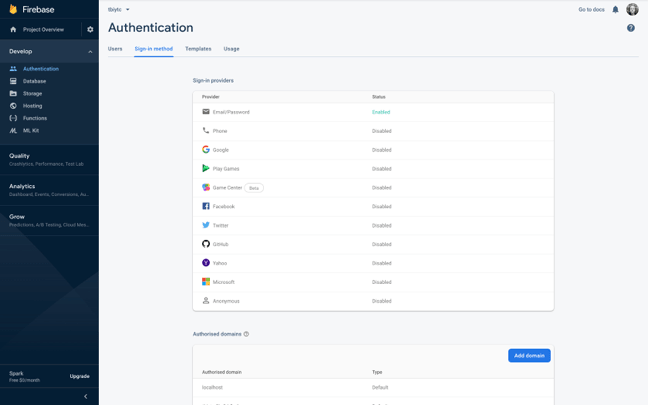 Firebase
Project Overview
Develop
Authentication
Database
Storage
Hosting
Functions
ML Kit
Quality
Crashlytics, Performance, Test Lab
Analytics
Dashboard, Events, Conversions, Au...
Grow
Predictions, A/B Testing, Cloud Mes...
Spark
Free $0/month
Upgrade
Go to docs
Authentication
Users
Sign-in method
Templates
Usage
Sign-in providers
Provider
Status
Email/Password
Enabled
Phone
Disabled
Google
Disabled
Play Games
Disabled
Game Center
Beta
Disabled
Facebook
Disabled
Twitter
Disabled
GitHub
Disabled
Yahoo
Disabled
Microsoft
Disabled
Anonymous
Disabled
Authorised domains
Add domain
Authorised domain
Type
localhost
Default